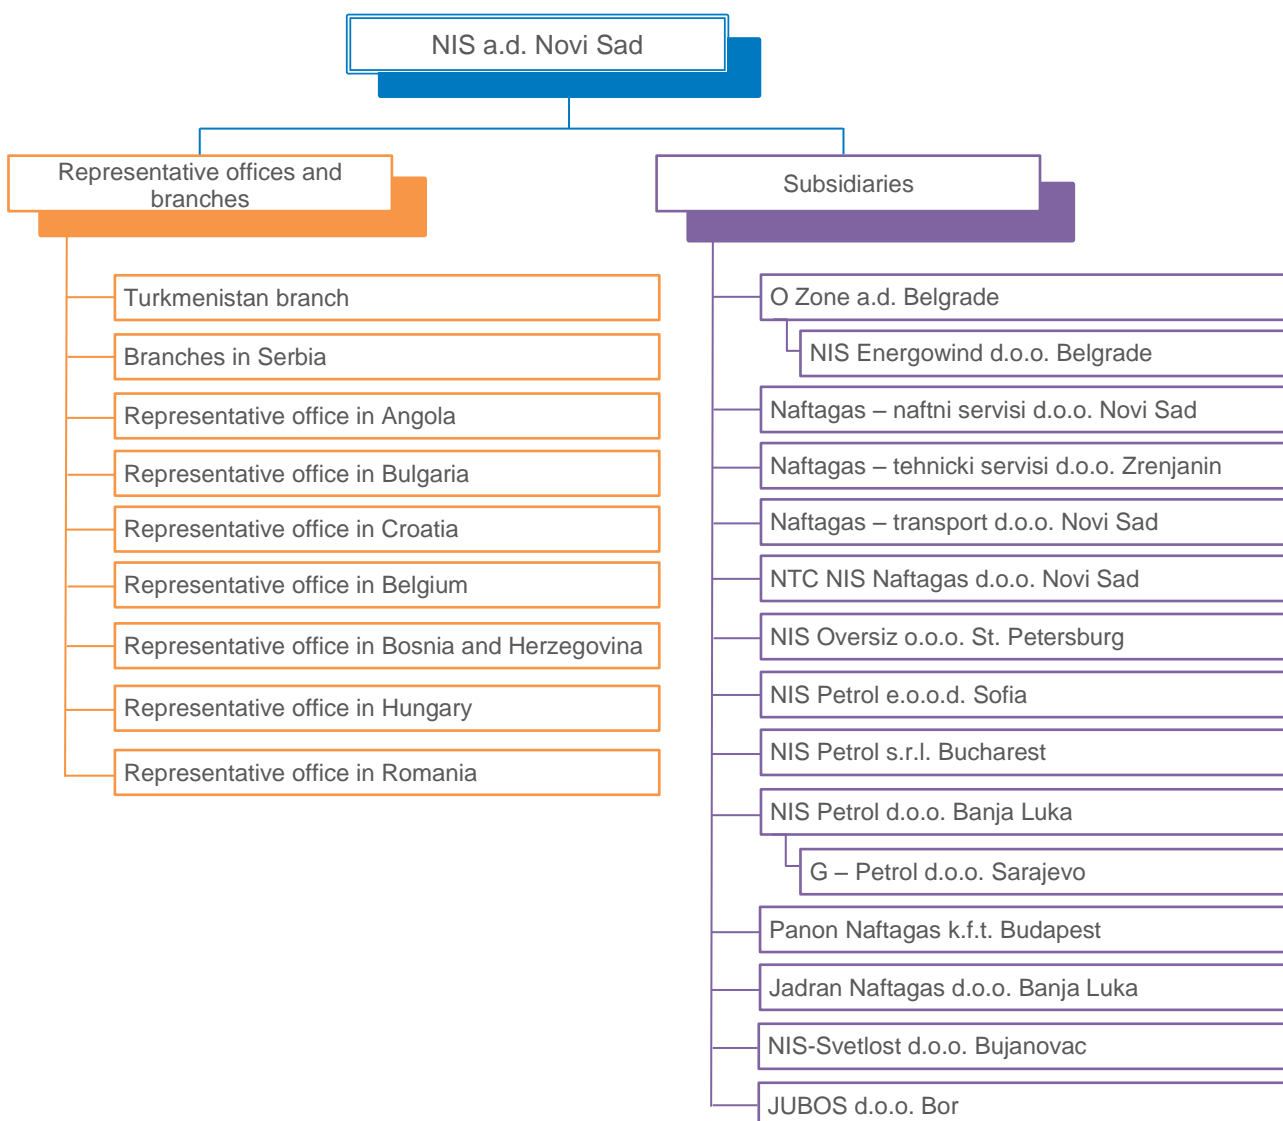 NIS a.d. Novi Sad
Representative offices and
branches
Turkmenistan branch
Branches in Serbia
Representative office in Angola
Representative office in Bulgaria
Representative office in Croatia
Representative office in Belgium
Representative office in Bosnia and Herzegovina
Representative office in Hungary
Representative office in Romania
Subsidiaries
O Zone a.d. Belgrade
NIS Energowind d.o.o. Belgrade
Naftagas – naftni servisi d.o.o. Novi Sad
Naftagas – tehnicki servisi d.o.o. Zrenjanin
Naftagas – transport d.o.o. Novi Sad
NTC NIS Naftagas d.o.o. Novi Sad
NIS Oversiz o.o.o. St. Petersburg
NIS Petrol e.o.o.d. Sofia
NIS Petrol s.r.l. Bucharest
NIS Petrol d.o.o. Banja Luka
G – Petrol d.o.o. Sarajevo
Panon Naftagas k.f.t. Budapest
Jadran Naftagas d.o.o. Banja Luka
NIS-Svetlost d.o.o. Bujanovac
JUBOS d.o.o. Bor